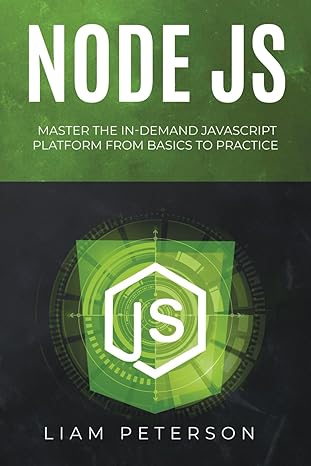 NODE JS
MASTER THE IN-DEMAND JAVASCRIPT
PLATFORM FROM BASICS TO PRACTICE
JS
LIAM PETERSON